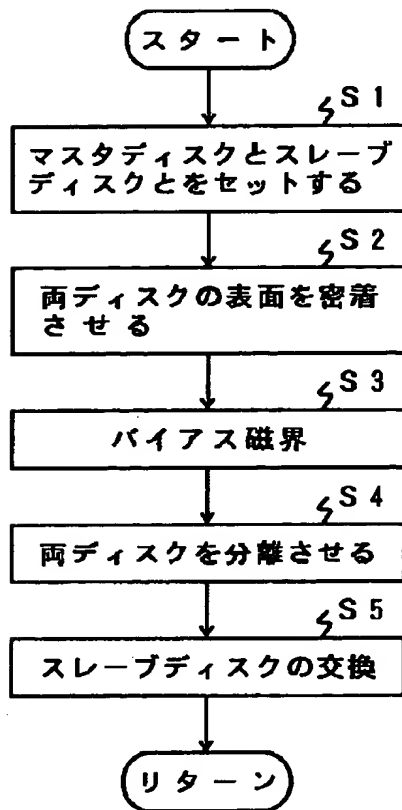 スタート
S1
マスタディスクとスレーブ
ディスクとをセットする
S2
両ディスクの表面を密着
させる
S3
バイアス磁界
S4
両ディスクを分離させる
S5
スレーブディスクの交換
リターン